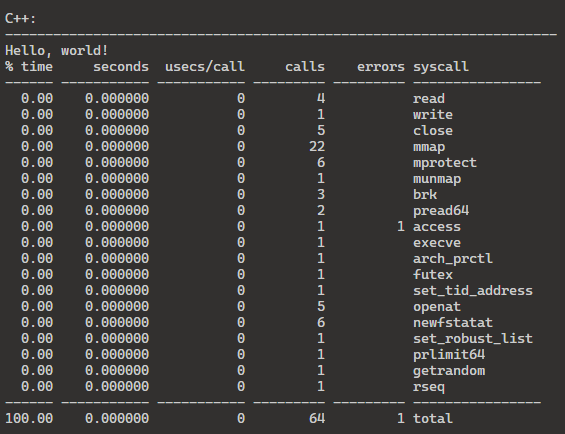 C++:
---------------------------------------------------------------------
Hello, world!
% time     seconds  usecs/call     calls    errors syscall
------ ----------- ----------- --------- --------- ----------------
  0.00    0.000000           0         4           read
  0.00    0.000000           0         1           write
  0.00    0.000000           0         5           close
  0.00    0.000000           0        22           mmap
  0.00    0.000000           0         6           mprotect
  0.00    0.000000           0         1           munmap
  0.00    0.000000           0         3           brk
  0.00    0.000000           0         2           pread64
  0.00    0.000000           0         1         1 access
  0.00    0.000000           0         1           execve
  0.00    0.000000           0         1           arch_prctl
  0.00    0.000000           0         1           futex
  0.00    0.000000           0         1           set_tid_address
  0.00    0.000000           0         5           openat
  0.00    0.000000           0         6           newfstatat
  0.00    0.000000           0         1           set_robust_list
  0.00    0.000000           0         1           prlimit64
  0.00    0.000000           0         1           getrandom
  0.00    0.000000           0         1           rseq
------ ----------- ----------- --------- --------- ----------------
100.00    0.000000           0        64         1 total